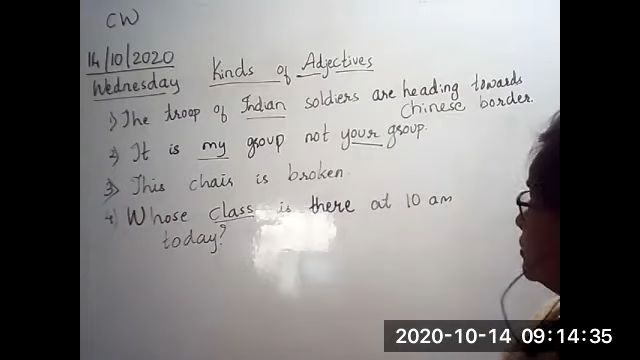 CW
14/10/2020
Wednesday Kinds of Adjectives
1) The troop of Indian soldiers are heading towards
Chinese border.
2) It is my group not your group.
3) This chair is broken.
4) Whose class is there at 10 am
today?
2020-10-14 09:14:35